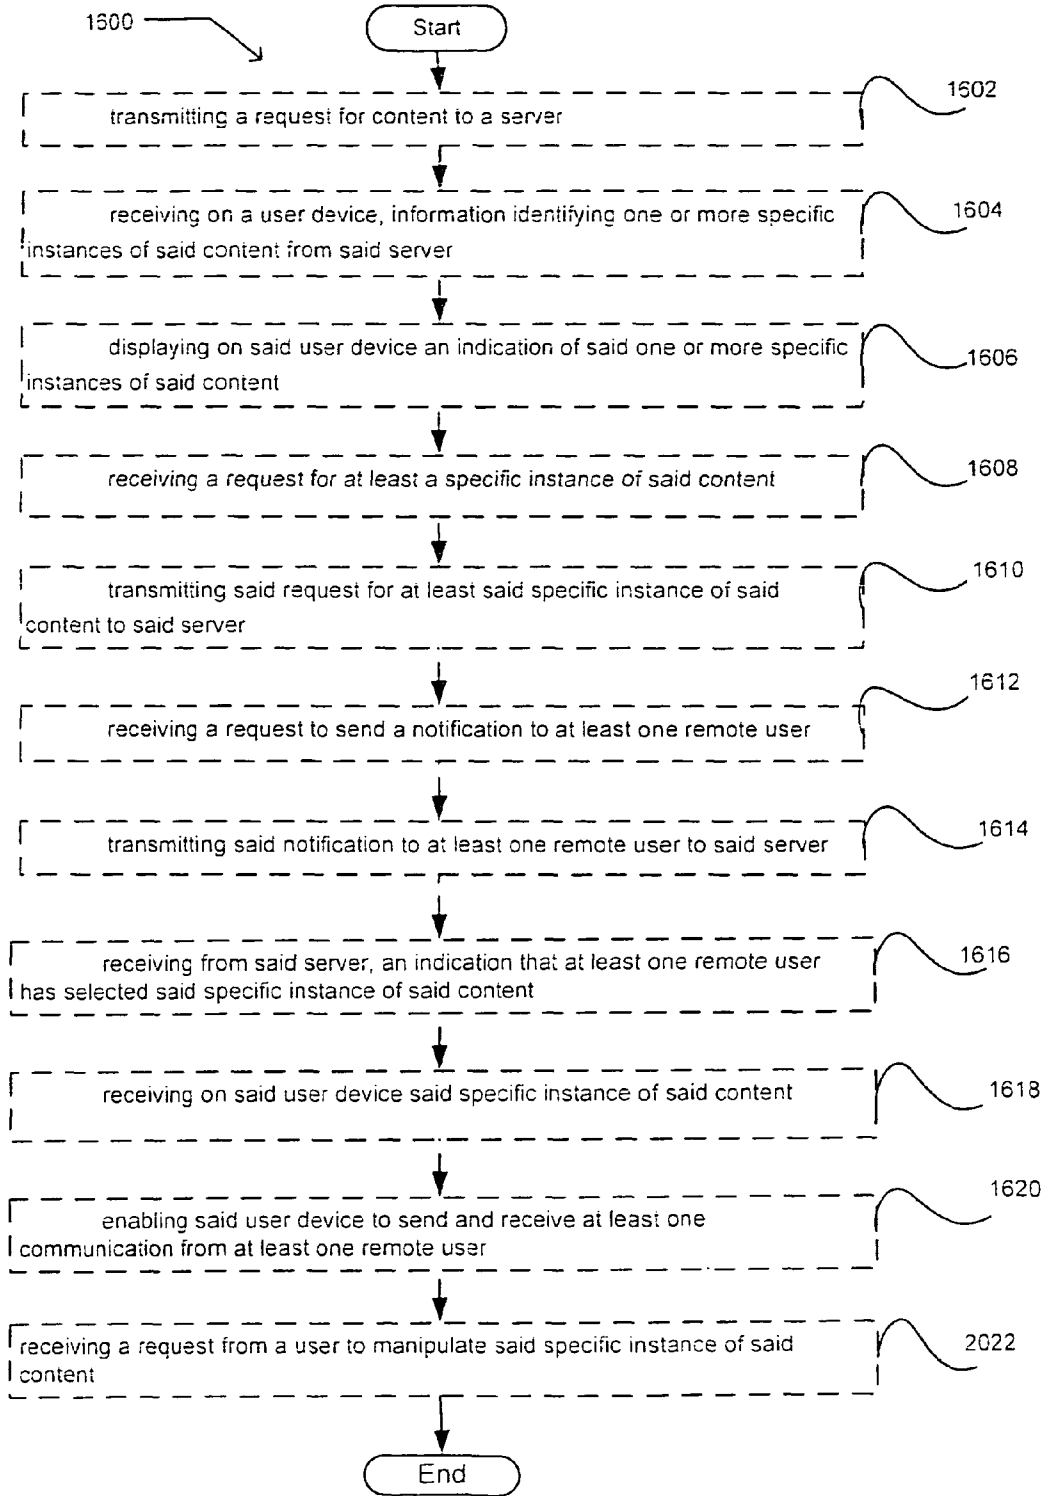 1600
Start
transmitting a request for content to a server
1602
receiving on a user device, information identifying one or more specific
instances of said content from said server
1604
displaying on said user device an indication of said one or more specific
instances of said content
1606
receiving a request for at least a specific instance of said content
1608
transmitting said request for at least said specific instance of said
content to said server
1610
receiving a request to send a notification to at least one remote user
1612
transmitting said notification to at least one remote user to said server
1614
receiving from said server, an indication that at least one remote user
has selected said specific instance of said content
1616
receiving on said user device said specific instance of said content
1618
enabling said user device to send and receive at least one
communication from at least one remote user
1620
receiving a request from a user to manipulate said specific instance of said
content
2022
End